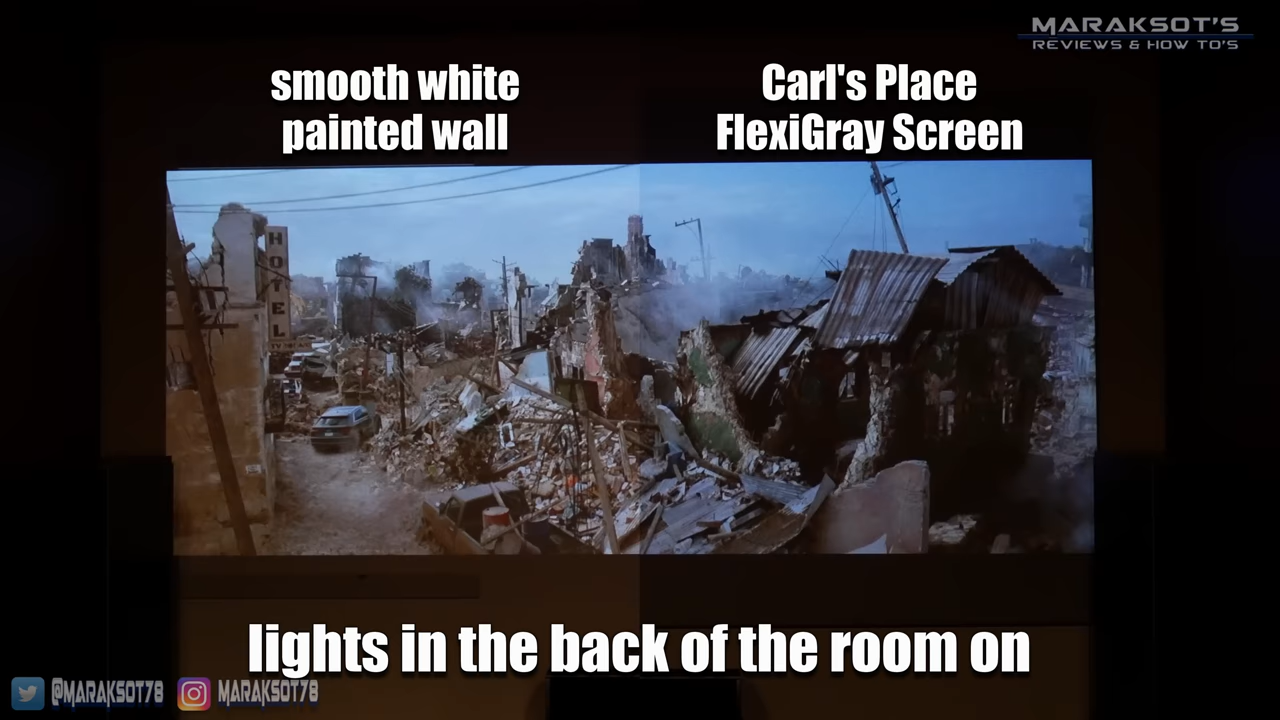 MARAKSOT'S
REVIEWS & HOW TO'S
smooth white
painted wall
Carl's Place
FlexiGray Screen
HOTEL
lights in the back of the room on
@MARAKSOT78
MARAKSOT78